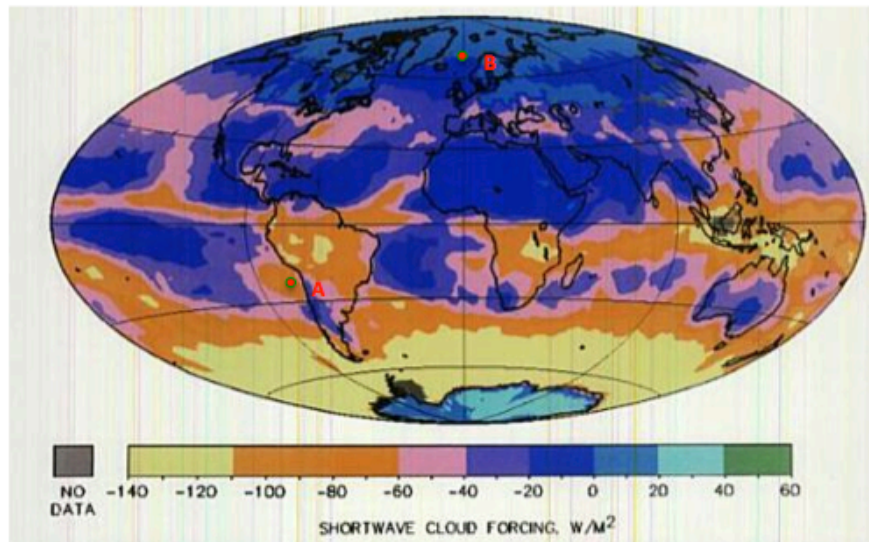 B
A
NO DATA
-140 -120 -100 -80 -60 -40 -20 0 20 40 60
SHORTWAVE CLOUD FORCING, W/M²